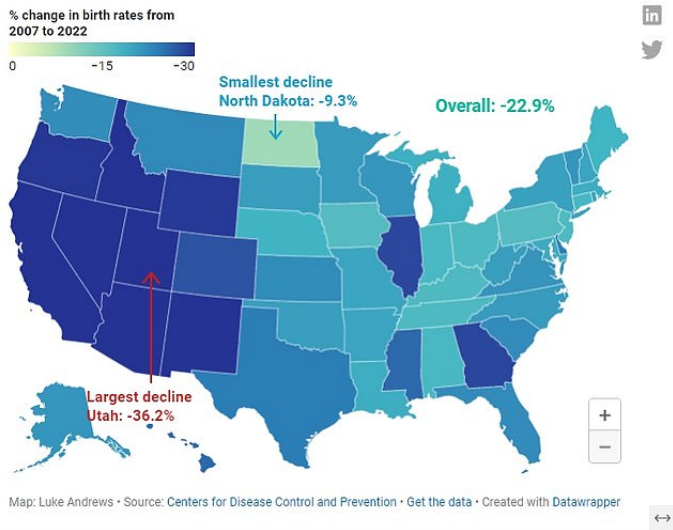 % change in birth rates from
2007 to 2022
0 −15 −30
Smallest decline
North Dakota: -9.3%
Overall: -22.9%
Largest decline
Utah: -36.2%
+
−
Map: Luke Andrews • Source: Centers for Disease Control and Prevention • Get the data • Created with Datawrapper
in